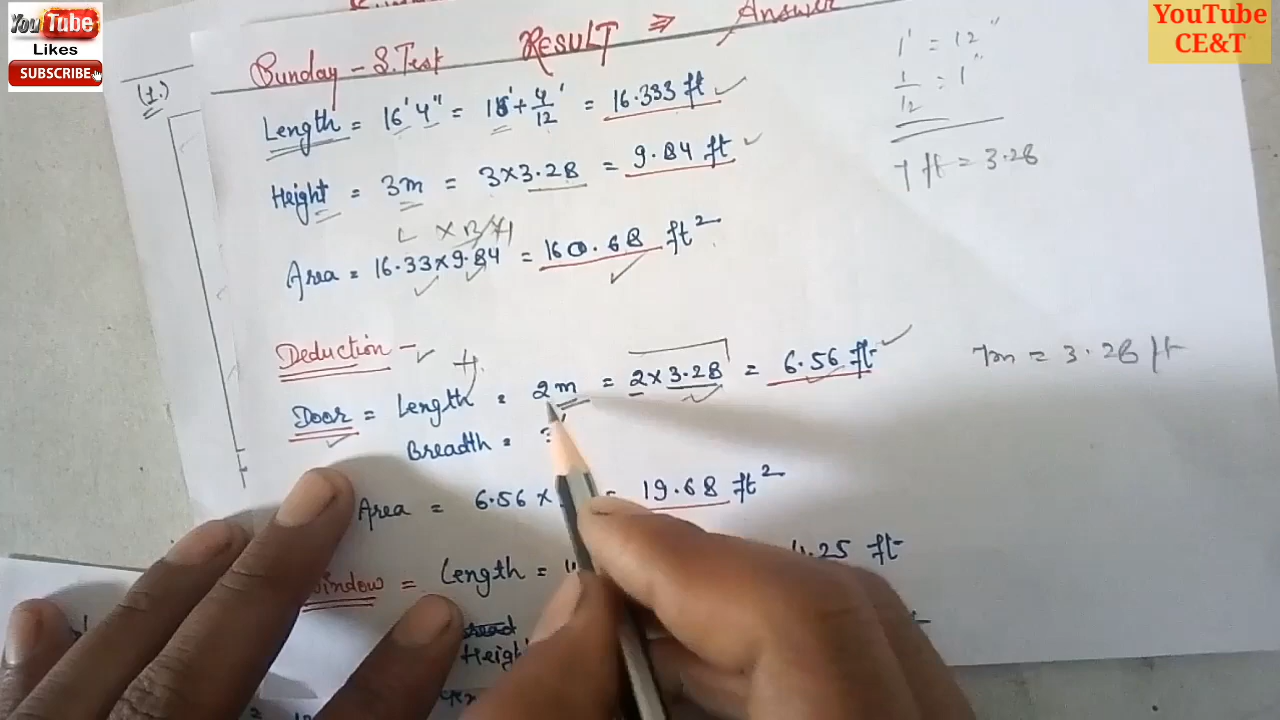 YouTube
Likes
SUBSCRIBE
YouTube
CE&T
(1.)
Sunday - S.Test RESULT ⇒ Answer
Length = 16' 4" = 16' + 4/12' = 16.333 ft
1' = 12"
1/12 = 1"
Height = 3m = 3×3.28 = 9.84 ft
1 ft = 3.28
L × B × H
Area = 16.33×9.84 = 160.68 ft²
Deduction -
H
Door = Length = 2m = 2×3.28 = 6.56 ft
1m = 3.28 ft
Breadth =
Area = 6.56 × = 19.68 ft²
Window = Length = 4.25 ft
Height